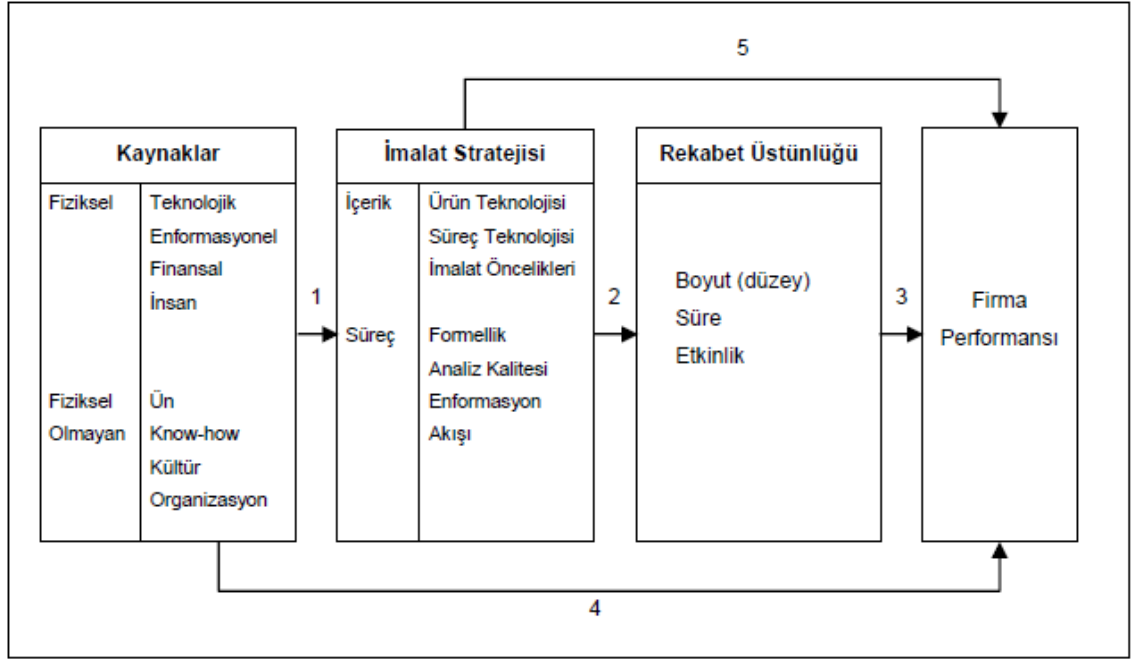 5
Kaynaklar
Fiziksel
Teknolojik
Enformasyonel
Finansal
İnsan
Fiziksel
Olmayan
Ün
Know-how
Kültür
Organizasyon
1
İmalat Stratejisi
İçerik
Ürün Teknolojisi
Süreç Teknolojisi
İmalat Öncelikleri
Süreç
Formellik
Analiz Kalitesi
Enformasyon
Akışı
2
Rekabet Üstünlüğü
Boyut (düzey)
Süre
Etkinlik
3
Firma
Performansı
4